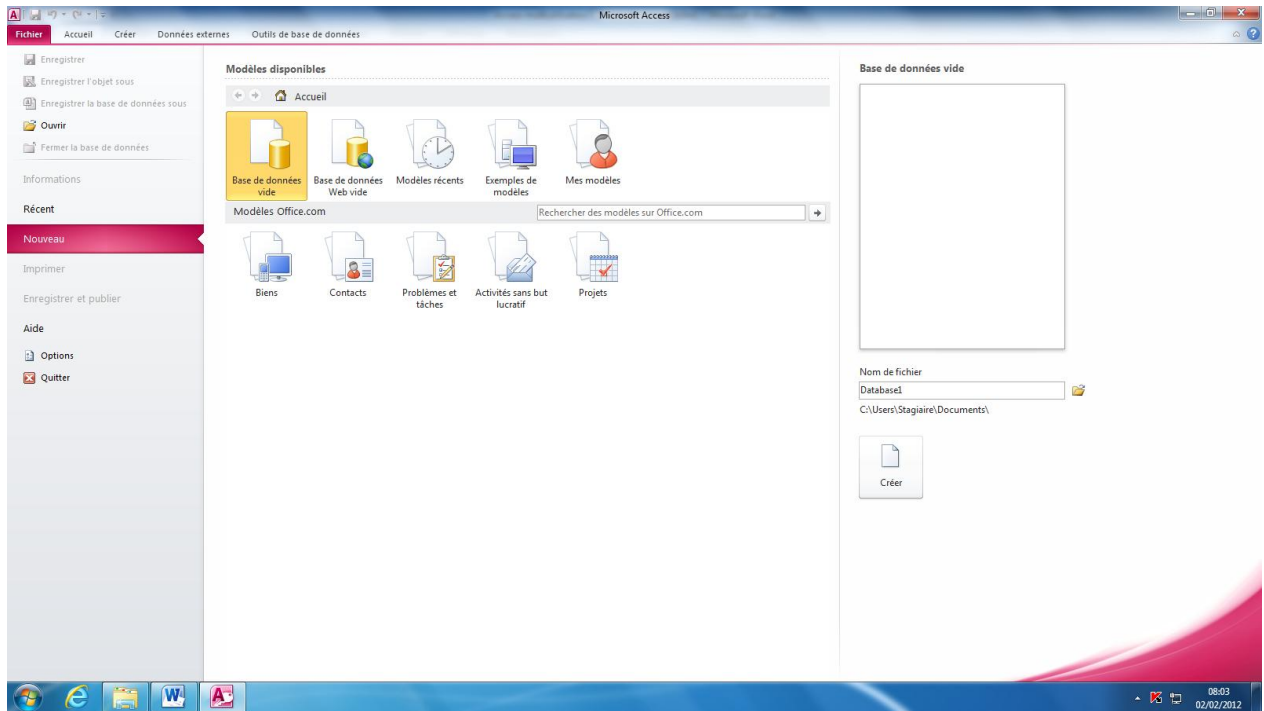 Microsoft Access
Fichier Accueil Créer Données externes Outils de base de données
Enregistrer
Enregistrer l'objet sous
Enregistrer la base de données sous
Ouvrir
Fermer la base de données
Informations
Récent
Nouveau
Imprimer
Enregistrer et publier
Aide
Options
Quitter
Modèles disponibles
Accueil
Base de données vide
Base de données Web vide
Modèles récents
Exemples de modèles
Mes modèles
Modèles Office.com
Rechercher des modèles sur Office.com
Biens
Contacts
Problèmes et tâches
Activités sans but lucratif
Projets
Base de données vide
Nom de fichier
Database1
C:\Users\Stagiaire\Documents\
Créer
08:03
02/02/2012